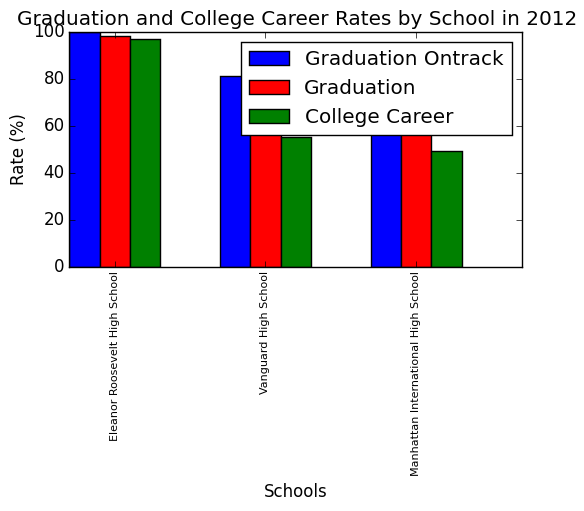 Graduation and College Career Rates by School in 2012
Rate (%)
100
80
60
40
20
0
Graduation Ontrack
Graduation
College Career
Eleanor Roosevelt High School
Vanguard High School
Manhattan International High School
Schools